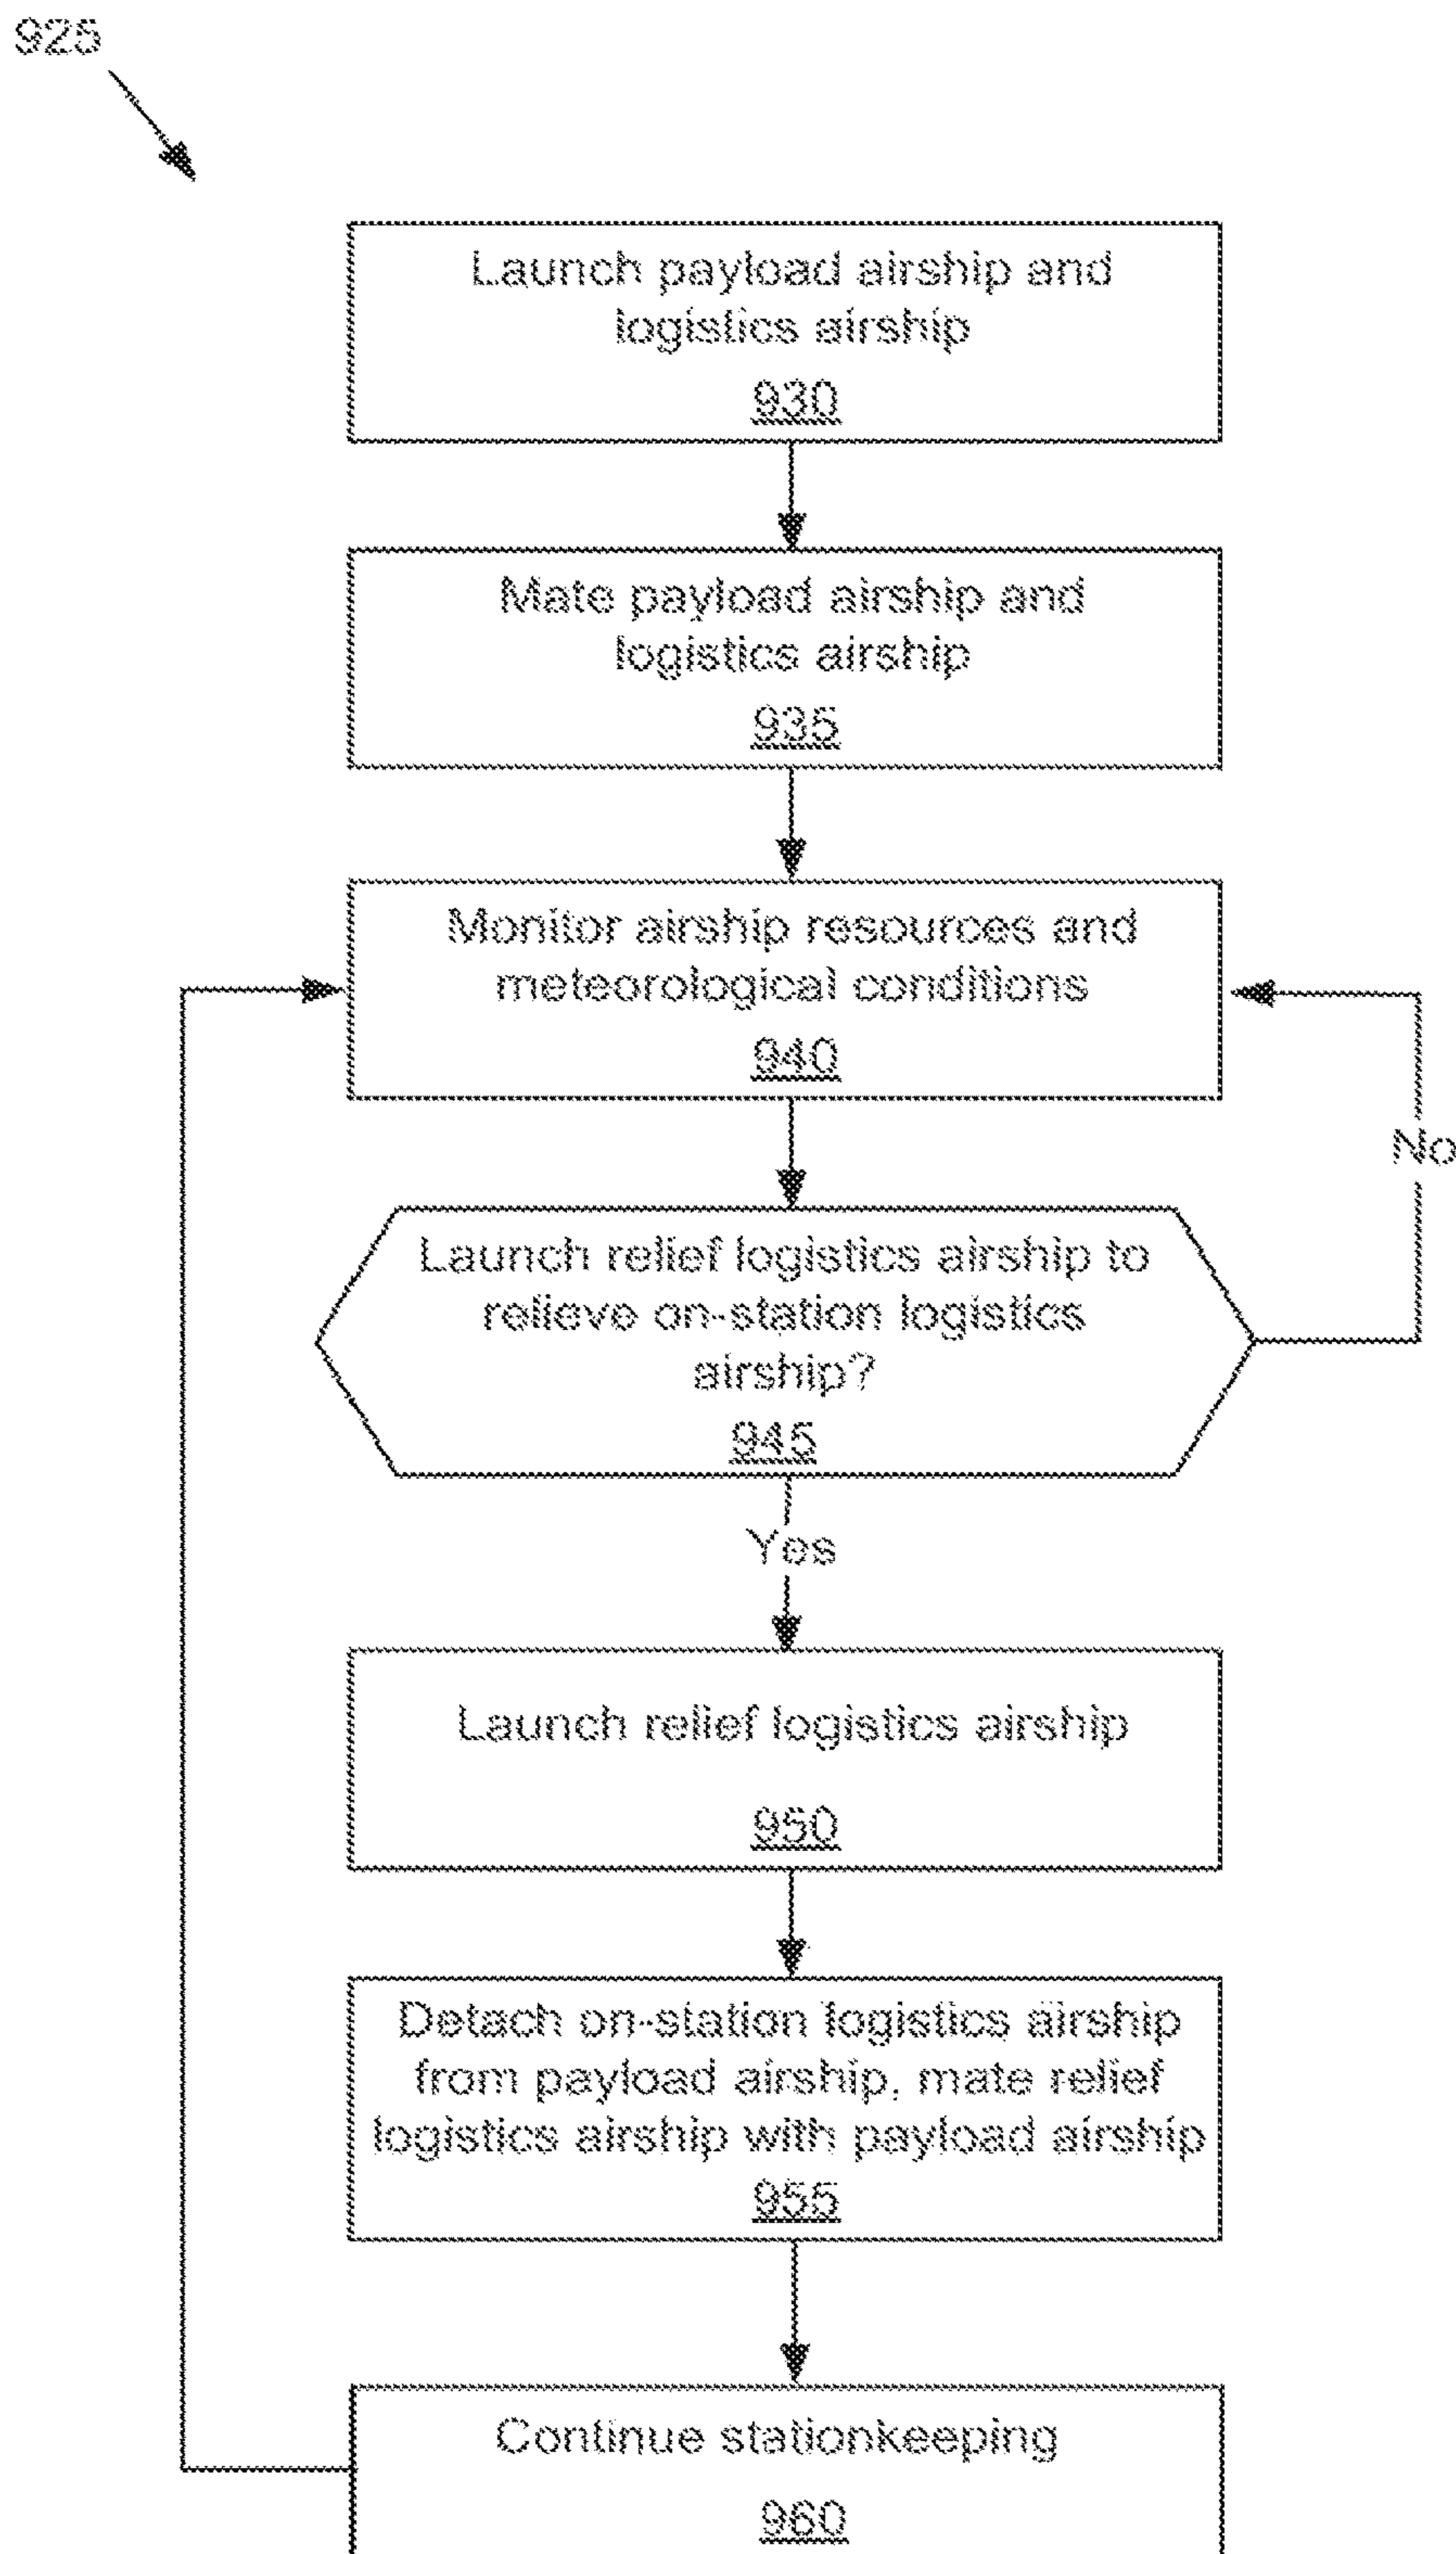 925
Launch payload airship and
logistics airship
930
Mate payload airship and
logistics airship
935
Monitor airship resources and
meteorological conditions
940
No
Launch relief logistics airship to
relieve on-station logistics
airship?
945
Yes
Launch relief logistics airship
950
Detach on-station logistics airship
from payload airship, mate relief
logistics airship with payload airship
955
Continue stationkeeping
960